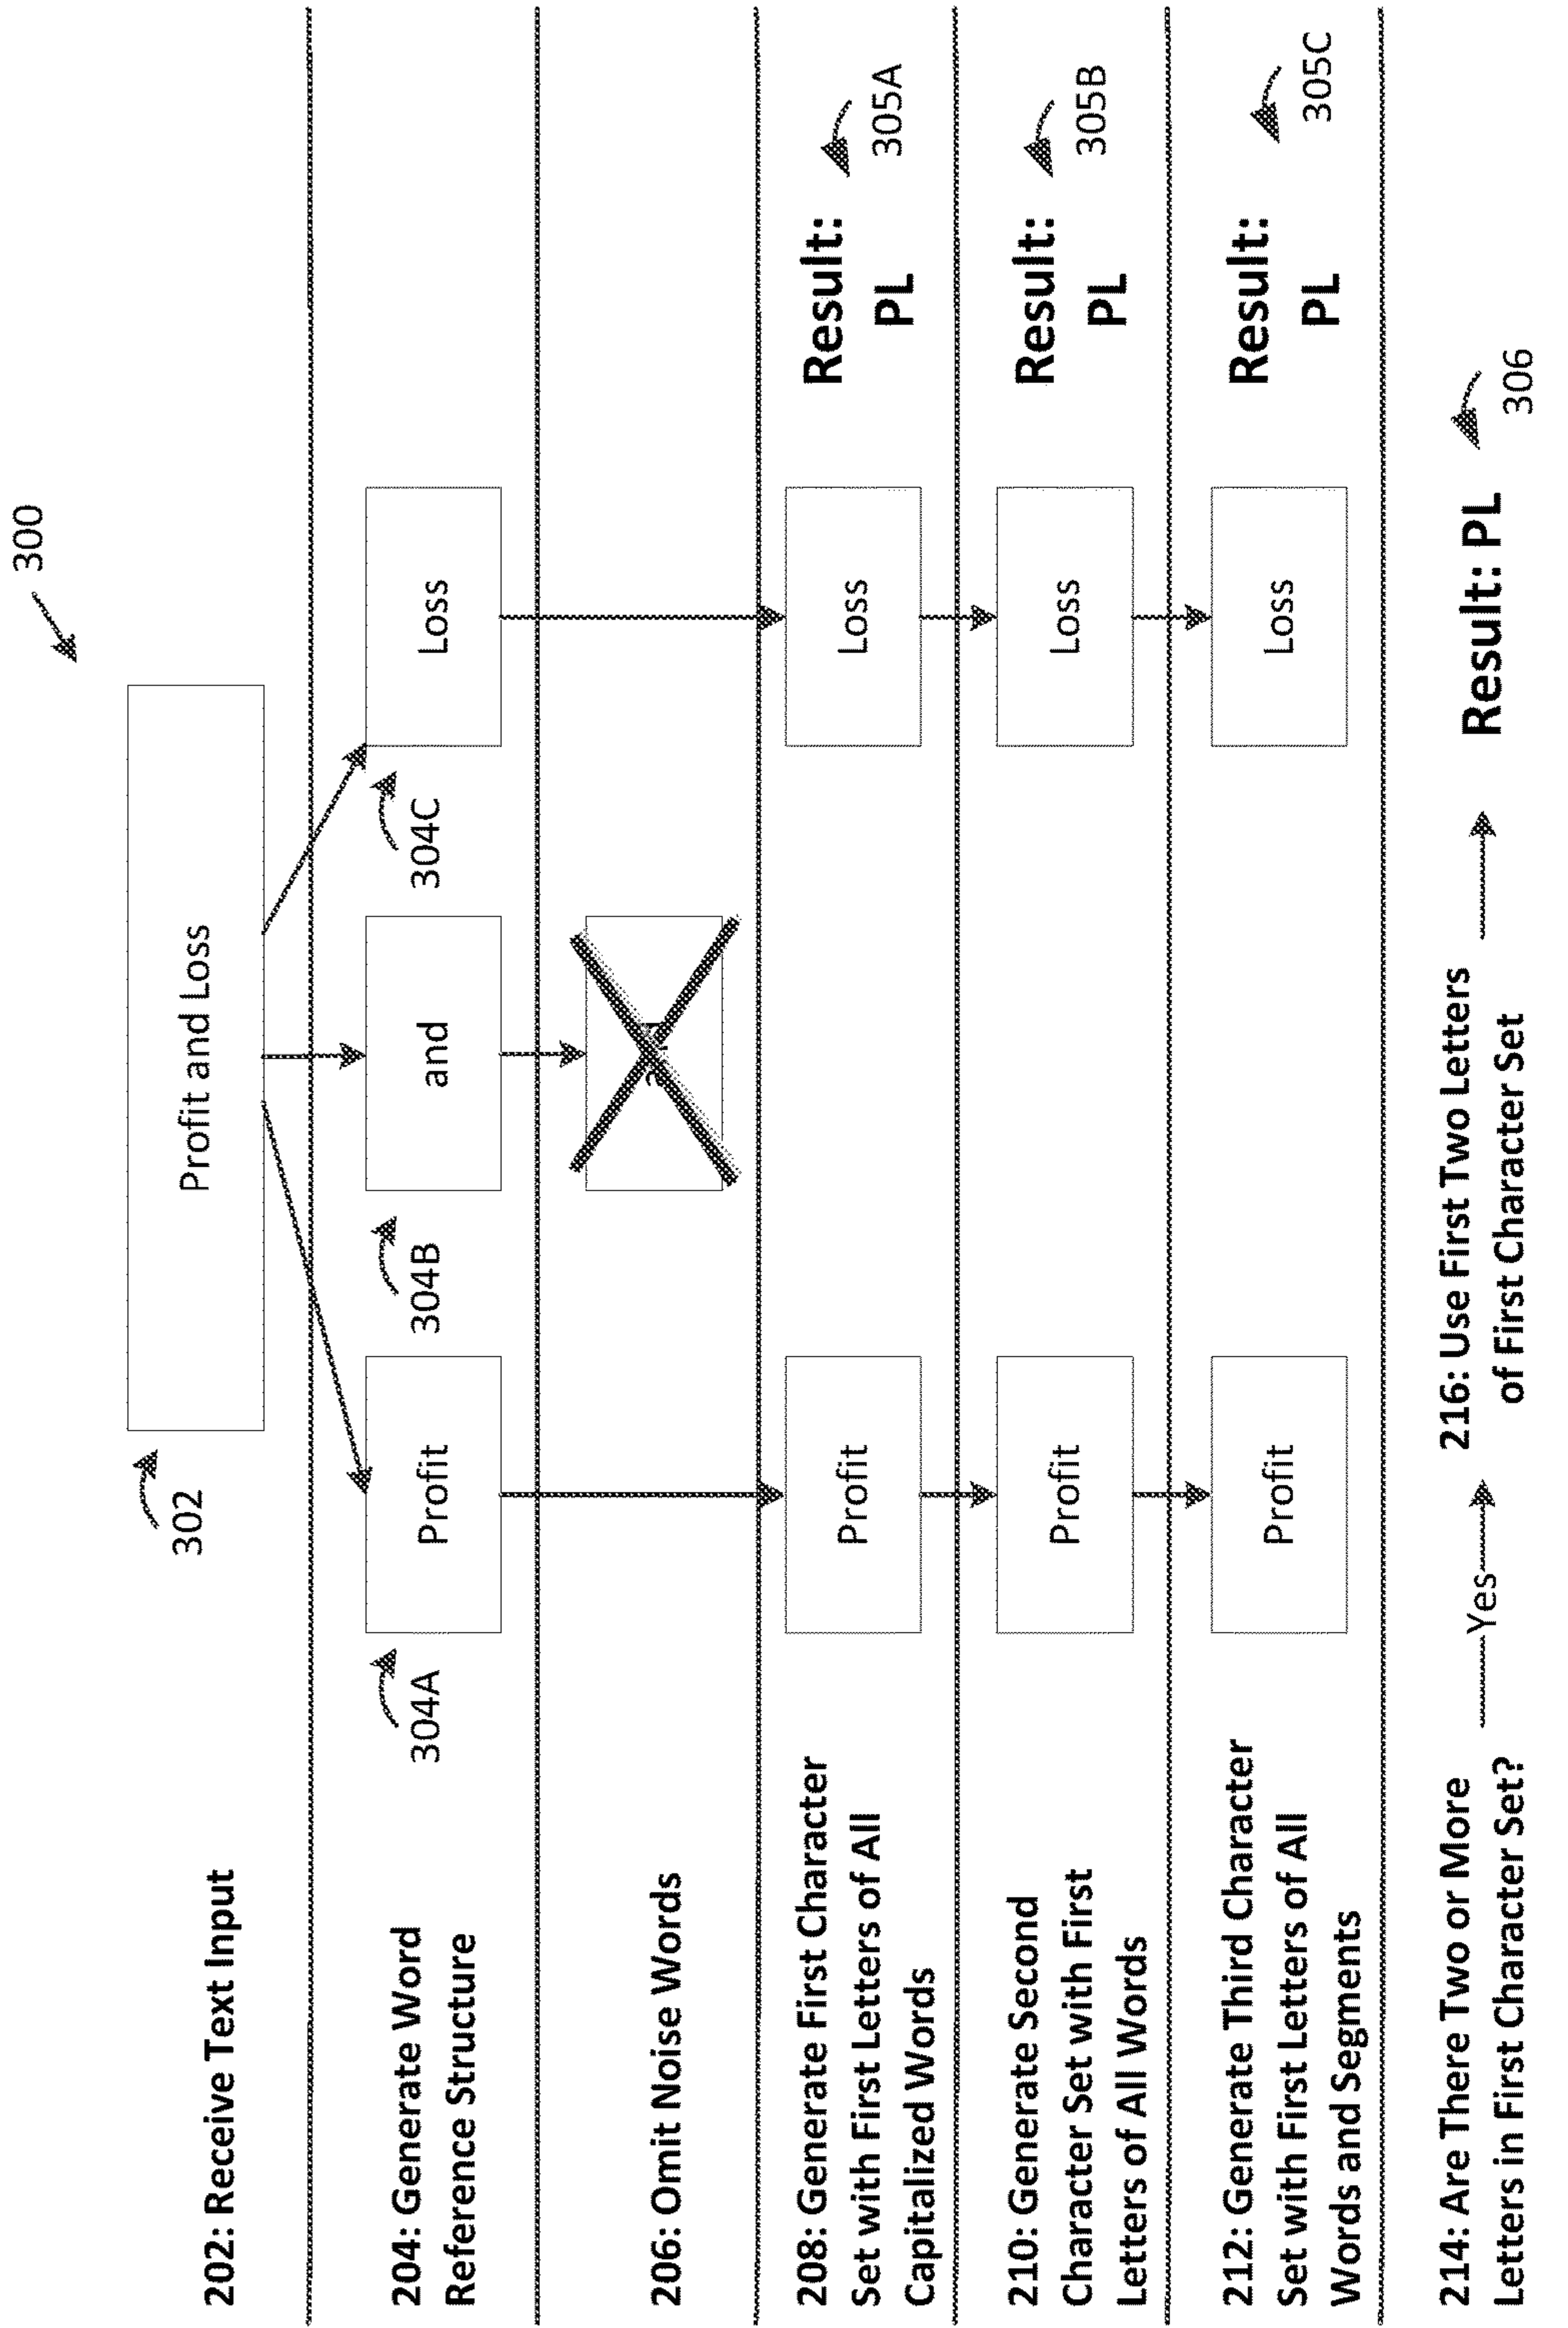 300
302
Profit and Loss
202: Receive Text Input
204: Generate Word
Reference Structure
304A
Profit
304B
and
304C
Loss
206: Omit Noise Words
208: Generate First Character
Set with First Letters of All
Capitalized Words
Profit
Loss
Result:
PL
305A
210: Generate Second
Character Set with First
Letters of All Words
Profit
Loss
Result:
PL
305B
212: Generate Third Character
Set with First Letters of All
Words and Segments
Profit
Loss
Result:
PL
305C
214: Are There Two or More
Letters in First Character Set?
Yes
216: Use First Two Letters
of First Character Set
Result: PL
306